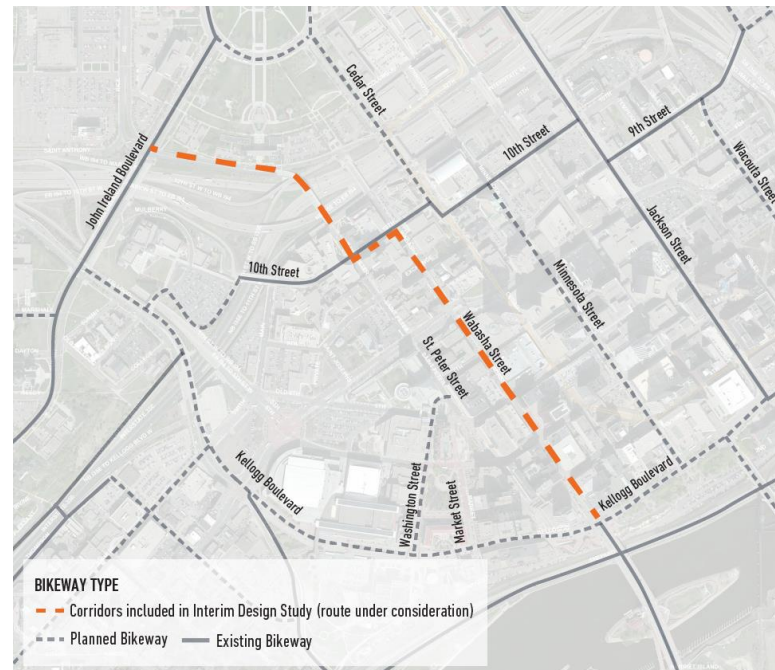 Cedar Street
John Ireland Boulevard
10th Street
9th Street
Wacouta Street
Jackson Street
10th Street
Minnesota Street
Wabasha Street
St. Peter Street
Kellogg Boulevard
Washington Street
Market Street
Kellogg Boulevard
BIKEWAY TYPE
Corridors included in Interim Design Study (route under consideration)
Planned Bikeway
Existing Bikeway